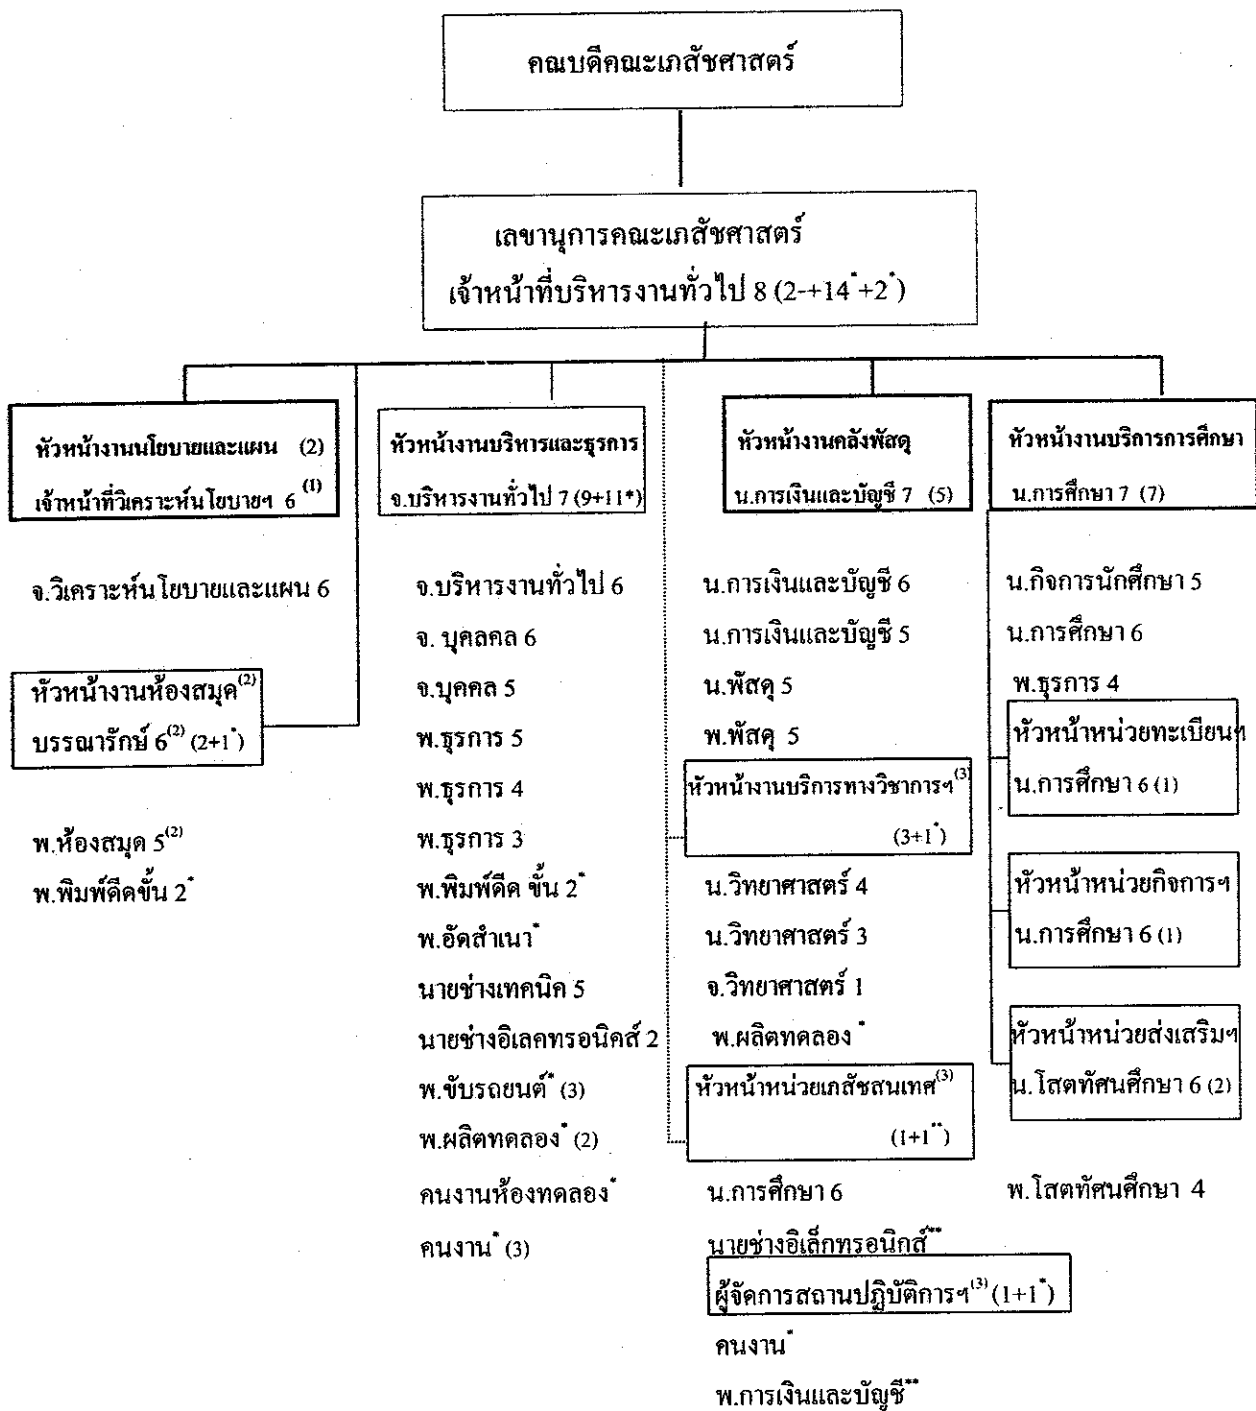 คณบดีคณะเภสัชศาสตร์
เลขานุการคณะเภสัชศาสตร์
เจ้าหน้าที่บริหารงานทั่วไป 8 (2-+14*+2*)
หัวหน้างานนโยบายและแผน (2)
เจ้าหน้าที่วิเคราะห์นโยบายฯ 6 (1)
จ.วิเคราะห์นโยบายและแผน 6
หัวหน้างานห้องสมุด(2)
บรรณารักษ์ 6(2) (2+1*)
พ.ห้องสมุด 5(2)
พ.พิมพ์ดีดขั้น 2*
หัวหน้างานบริหารและธุรการ
จ.บริหารงานทั่วไป 7 (9+11*)
จ.บริหารงานทั่วไป 6
จ. บุคลคล 6
จ.บุคคล 5
พ.ธุรการ 5
พ.ธุรการ 4
พ.ธุรการ 3
พ.พิมพ์ดีด ขั้น 2*
พ.อัดสำเนา*
นายช่างเทคนิค 5
นายช่างอิเลคทรอนิคส์ 2
พ.ขับรถยนต์* (3)
พ.ผลิตทดลอง* (2)
คนงานห้องทดลอง*
คนงาน* (3)
หัวหน้างานคลังพัสดุ
น.การเงินและบัญชี 7 (5)
น.การเงินและบัญชี 6
น.การเงินและบัญชี 5
น.พัสดุ 5
พ.พัสดุ 5
หัวหน้างานบริการทางวิชาการฯ(3)
(3+1*)
น.วิทยาศาสตร์ 4
น.วิทยาศาสตร์ 3
จ.วิทยาศาสตร์ 1
พ.ผลิตทดลอง *
หัวหน้าหน่วยเภสัชสนเทศ(3)
(1+1**)
น.การศึกษา 6
นายช่างอิเล็กทรอนิกส์**
ผู้จัดการสถานปฏิบัติการฯ(3) (1+1*)
คนงาน*
พ.การเงินและบัญชี**
หัวหน้างานบริการการศึกษา
น.การศึกษา 7 (7)
น.กิจการนักศึกษา 5
น.การศึกษา 6
พ.ธุรการ 4
หัวหน้าหน่วยทะเบียนฯ
น.การศึกษา 6 (1)
หัวหน้าหน่วยกิจการฯ
น.การศึกษา 6 (1)
หัวหน้าหน่วยส่งเสริมฯ
น.โสตทัศนศึกษา 6 (2)
พ.โสตทัศนศึกษา 4